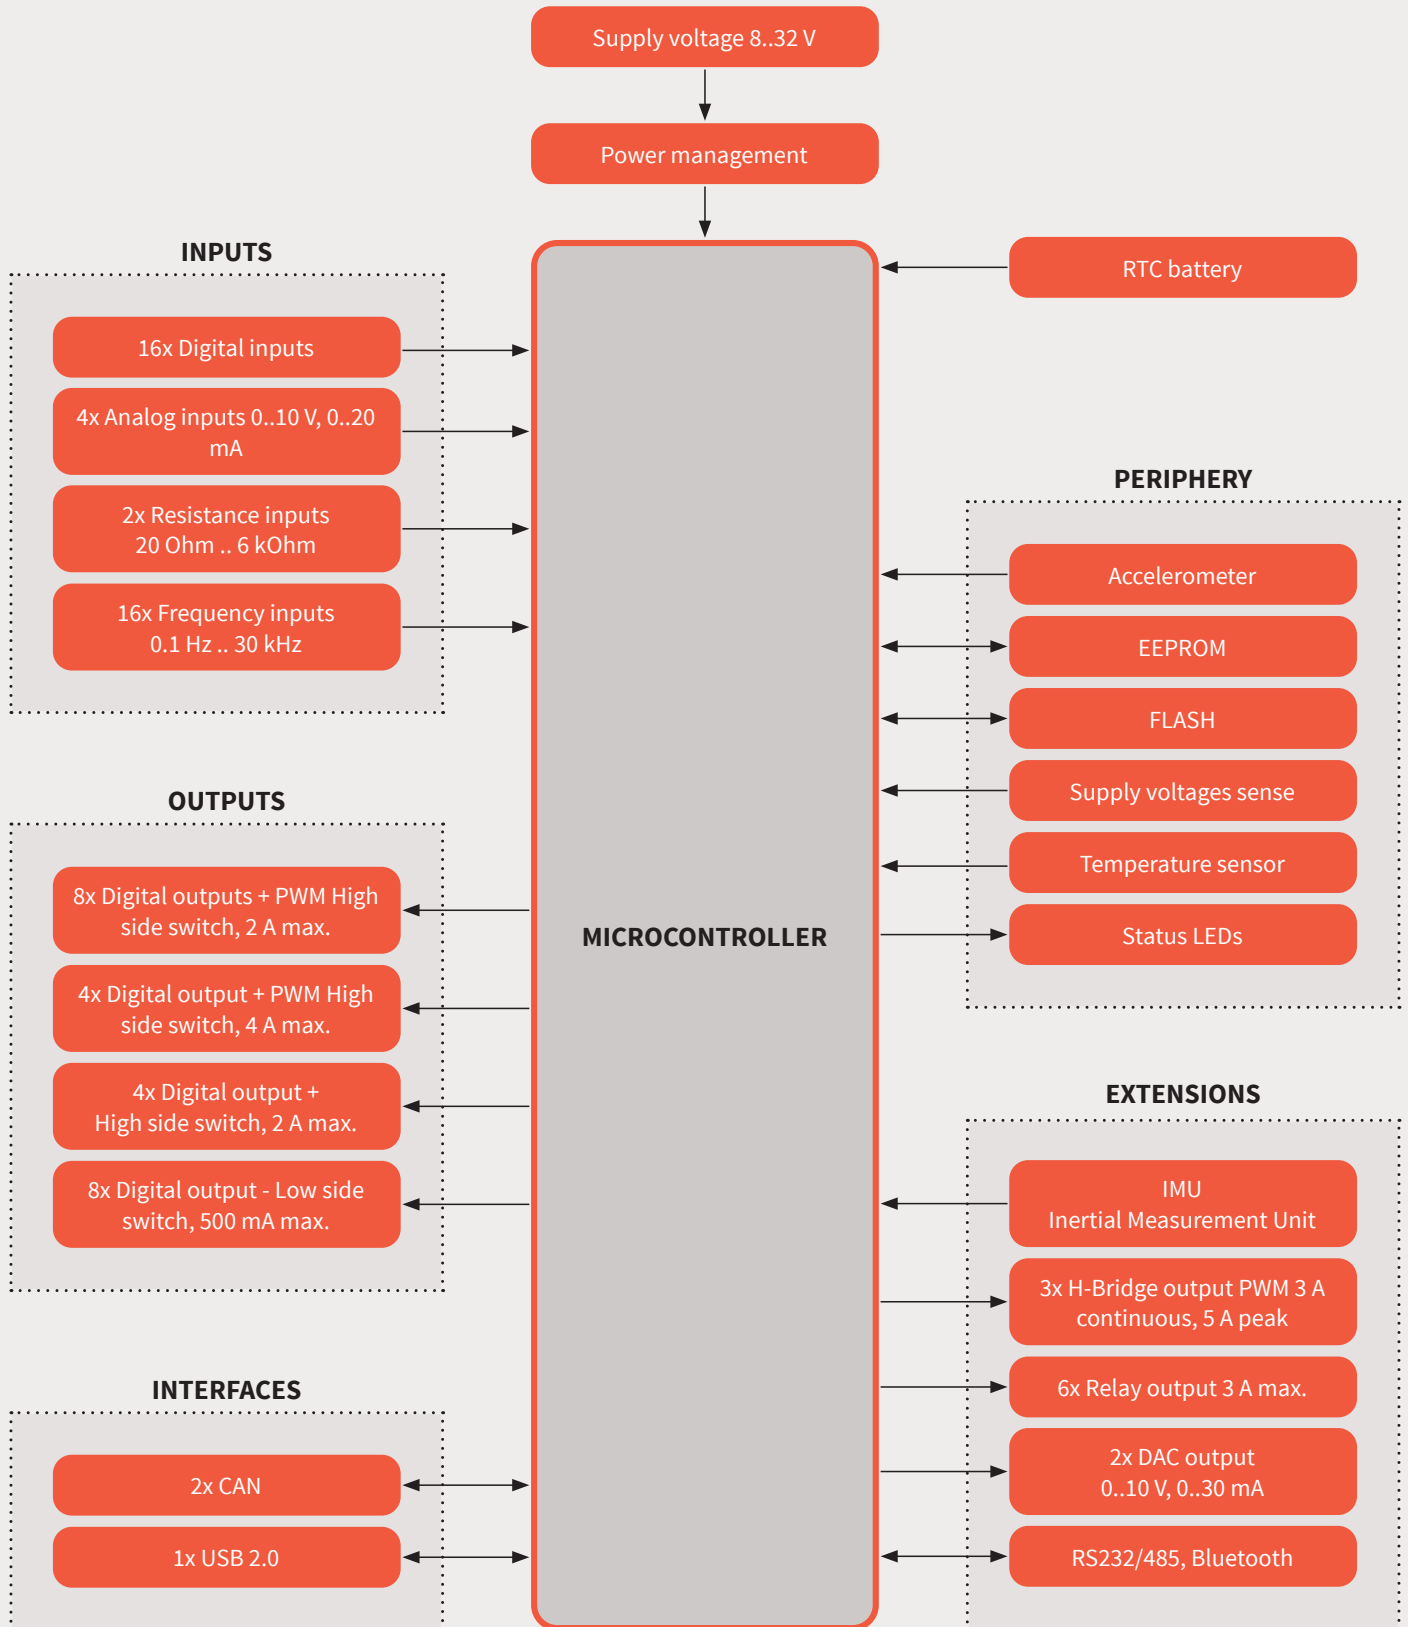 Supply voltage 8..32 V
Power management
INPUTS
16x Digital inputs
4x Analog inputs 0..10 V, 0..20
mA
2x Resistance inputs
20 Ohm .. 6 kOhm
16x Frequency inputs
0.1 Hz .. 30 kHz
OUTPUTS
8x Digital outputs + PWM High
side switch, 2 A max.
4x Digital output + PWM High
side switch, 4 A max.
4x Digital output +
High side switch, 2 A max.
8x Digital output - Low side
switch, 500 mA max.
INTERFACES
2x CAN
1x USB 2.0
MICROCONTROLLER
RTC battery
PERIPHERY
Accelerometer
EEPROM
FLASH
Supply voltages sense
Temperature sensor
Status LEDs
EXTENSIONS
IMU
Inertial Measurement Unit
3x H-Bridge output PWM 3 A
continuous, 5 A peak
6x Relay output 3 A max.
2x DAC output
0..10 V, 0..30 mA
RS232/485, Bluetooth